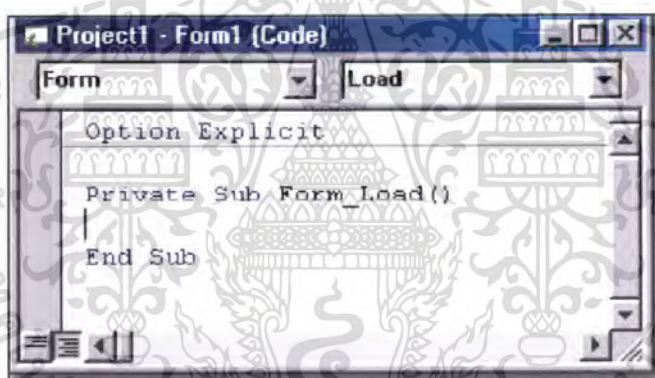 Project1 - Form1 (Code)
Form Load
Option Explicit
Private Sub Form_Load()
End Sub